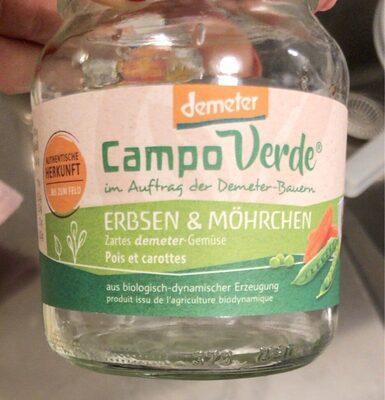 demeter
Campo Verde®
im Auftrag der Demeter-Bauern
AUTHENTISCHE
HERKUNFT
BIS ZUM FELD
ERBSEN & MÖHRCHEN
Zartes demeter-Gemüse
Pois et carottes
aus biologisch-dynamischer Erzeugung
produit issu de l'agriculture biodynamique